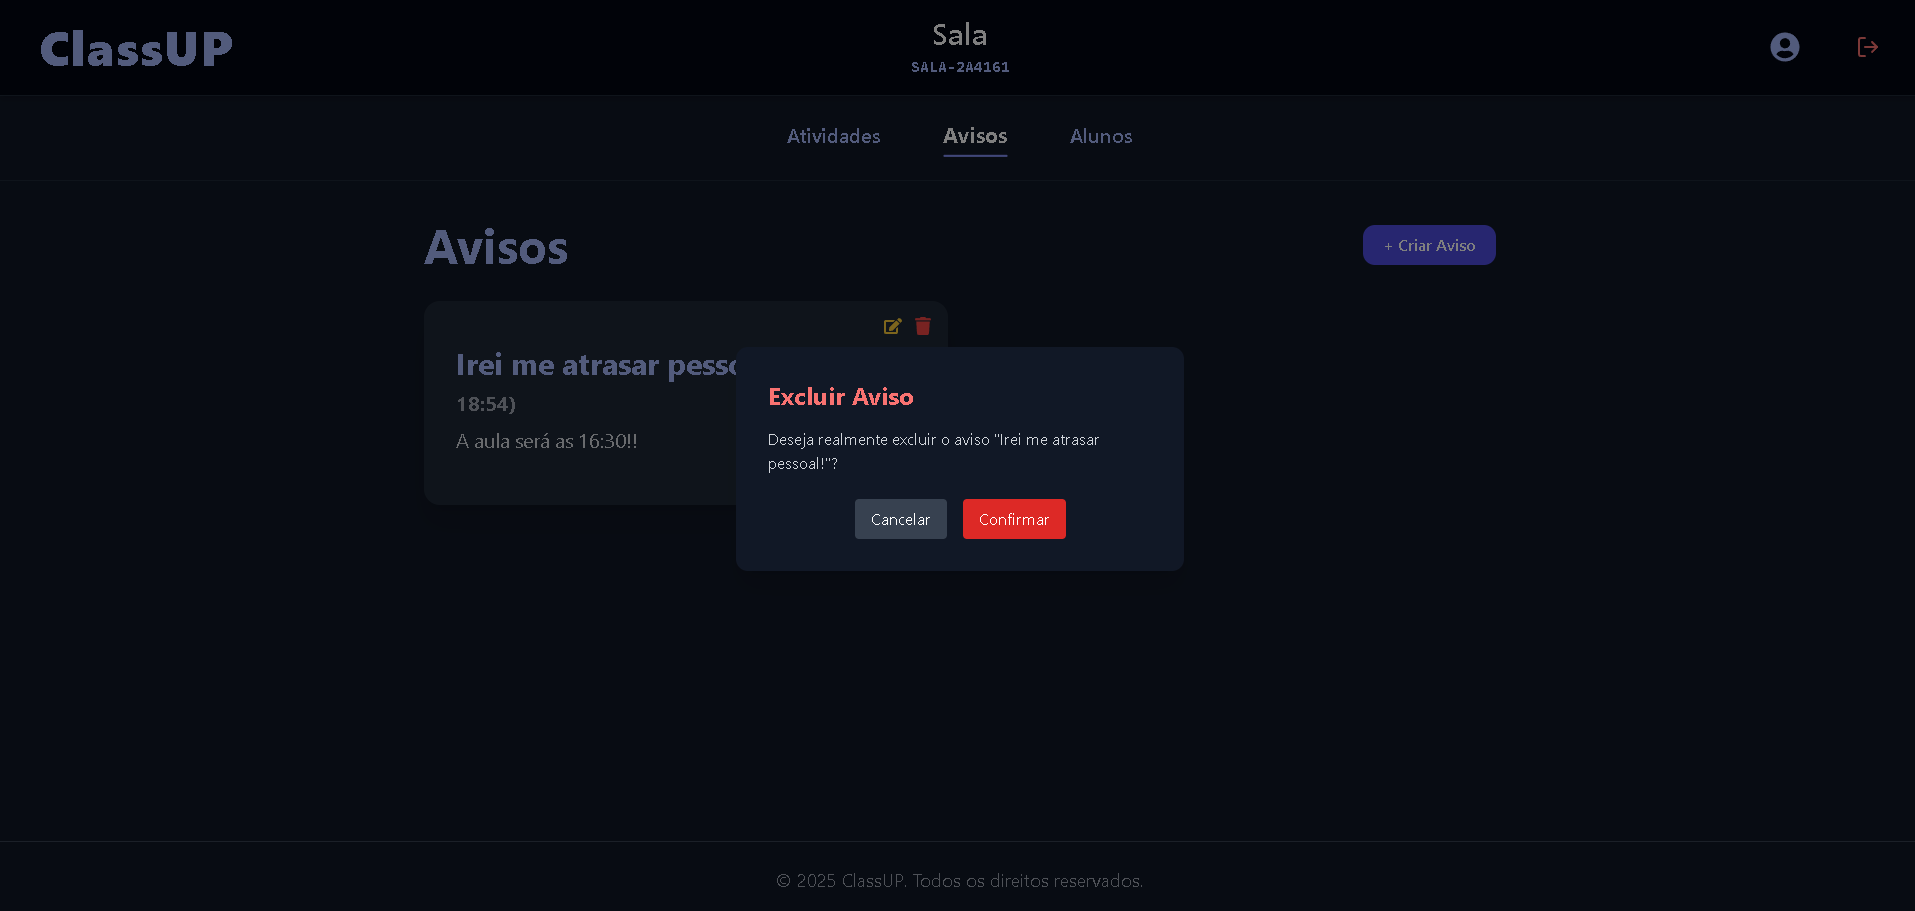 ClassUP
Sala
SALA-2A4161
Atividades
Avisos
Alunos
Avisos
+ Criar Aviso
Irei me atrasar
18:54)
A aula será as 16:30!!
Excluir Aviso
Deseja realmente excluir o aviso "Irei me atrasar
pessoal!"?
Cancelar
Confirmar
© 2025 ClassUP. Todos os direitos reservados.